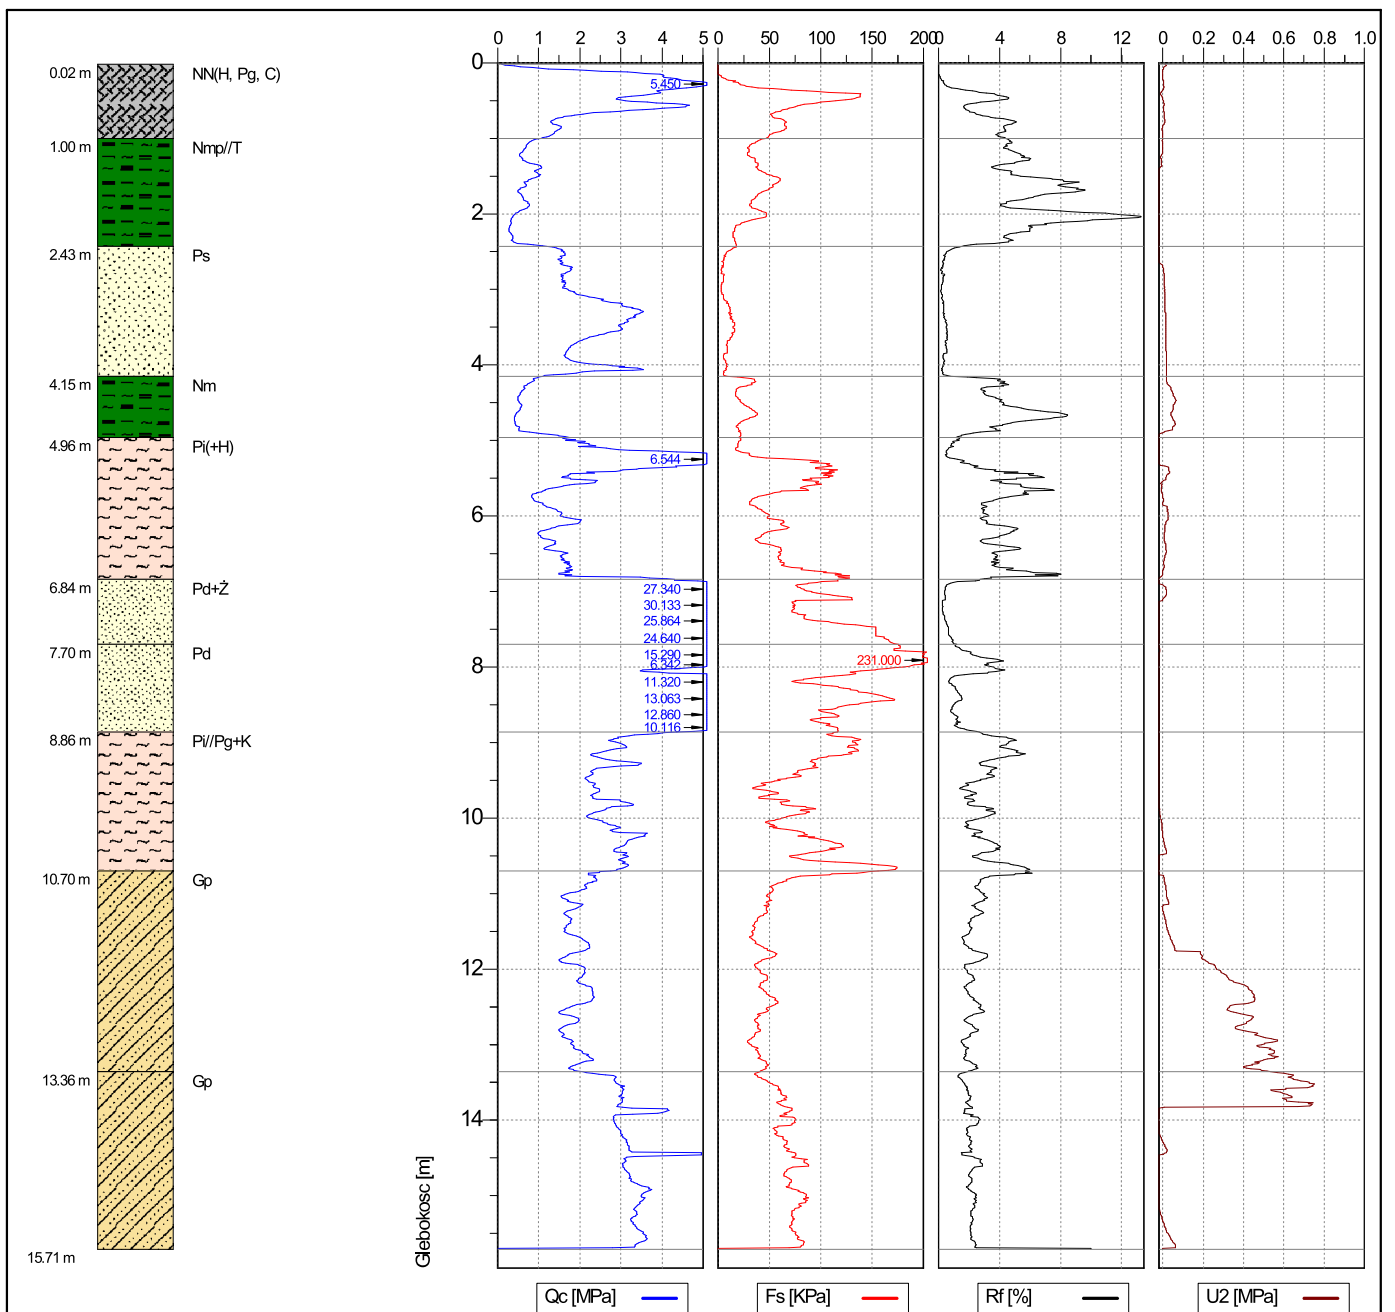 0 1 2 3 4 5 0 50 100 150 200 0 4 8 12 0 0.2 0.4 0.6 0.8 1.0
0
0.02 m NN(H, Pg, C)
5.450
1.00 m Nmp//T
2
2.43 m Ps
4
4.15 m Nm
4.96 m Pi(+H)
6.544
6
6.84 m Pd+Ż
27.340
30.133
25.864
24.640
7.70 m Pd
15.290
231.000
6.342
8
11.320
13.063
12.860
10.116
8.86 m Pi//Pg+K
10
10.70 m Gp
12
13.36 m Gp
14
Glebokosc [m]
15.71 m
Qc [MPa] Fs [KPa] Rf [%] U2 [MPa]